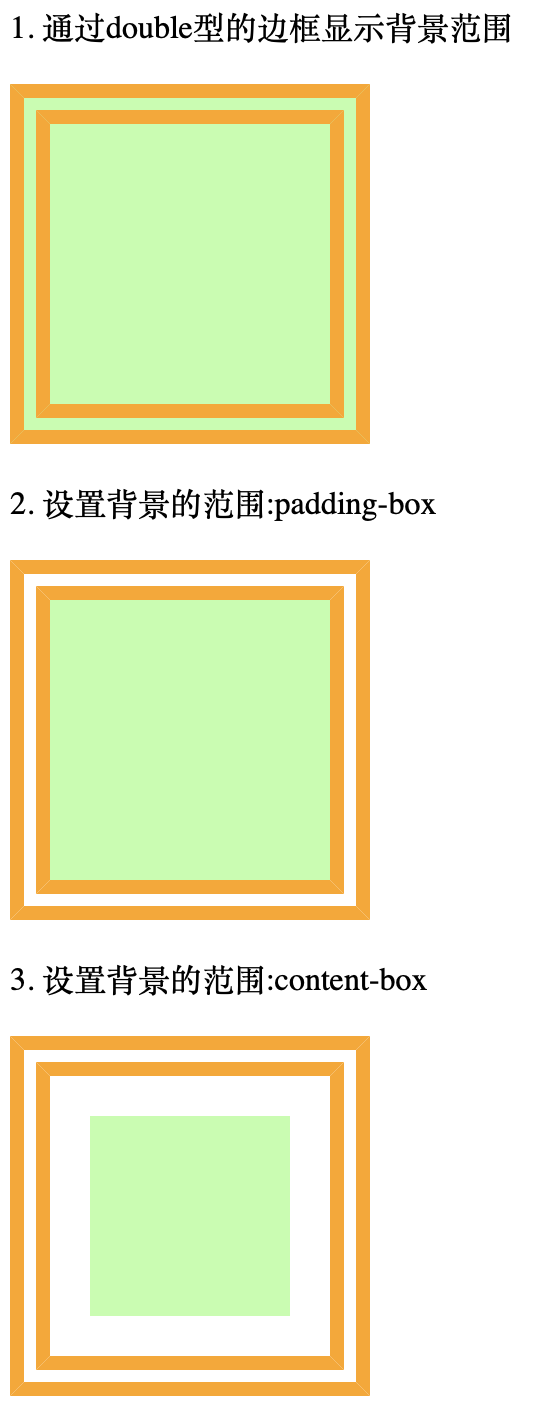 1. 通过double型的边框显示背景范围
2. 设置背景的范围:padding-box
3. 设置背景的范围:content-box